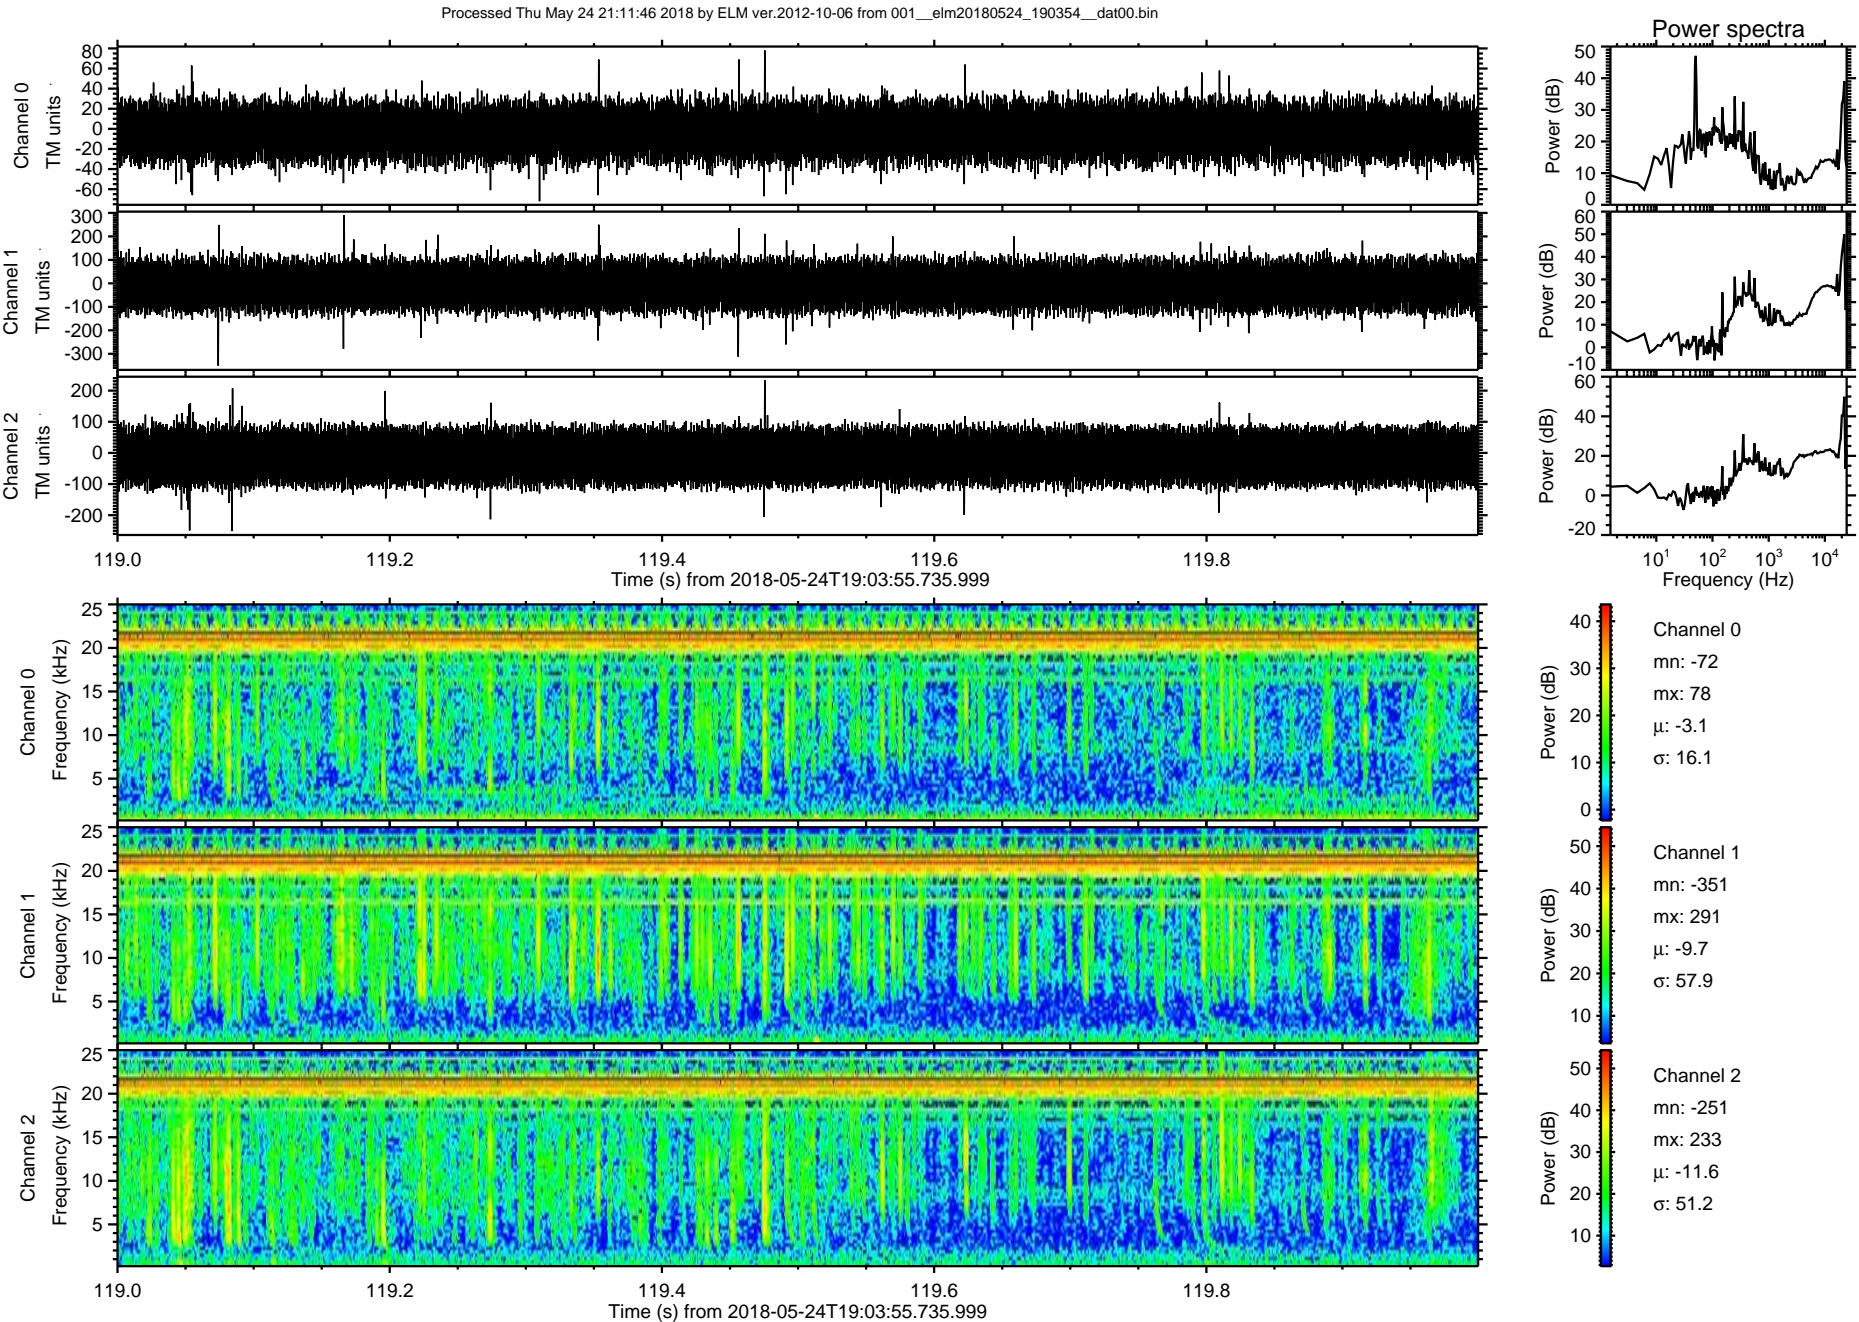 Processed Thu May 24 21:11:46 2018 by ELM ver.2012-10-06 from 001__elm20180524_190354__dat00.bin
Power spectra
Channel 0
TM units
80
60
40
20
0
-20
-40
-60
Power (dB)
50
40
30
20
10
0
Channel 1
TM units
300
200
100
0
-100
-200
-300
Power (dB)
60
50
40
30
20
10
0
-10
Channel 2
TM units
200
100
0
-100
-200
Power (dB)
60
40
20
0
-20
119.0 119.2 119.4 119.6 119.8
Time (s) from 2018-05-24T19:03:55.735.999
10^1 10^2 10^3 10^4
Frequency (Hz)
Channel 0
Frequency (kHz)
25
20
15
10
5
Power (dB)
40
30
20
10
0
Channel 0
mn: -72
mx: 78
μ: -3.1
σ: 16.1
Channel 1
Frequency (kHz)
25
20
15
10
5
Power (dB)
50
40
30
20
10
Channel 1
mn: -351
mx: 291
μ: -9.7
σ: 57.9
Channel 2
Frequency (kHz)
25
20
15
10
5
Power (dB)
50
40
30
20
10
Channel 2
mn: -251
mx: 233
μ: -11.6
σ: 51.2
119.0 119.2 119.4 119.6 119.8
Time (s) from 2018-05-24T19:03:55.735.999